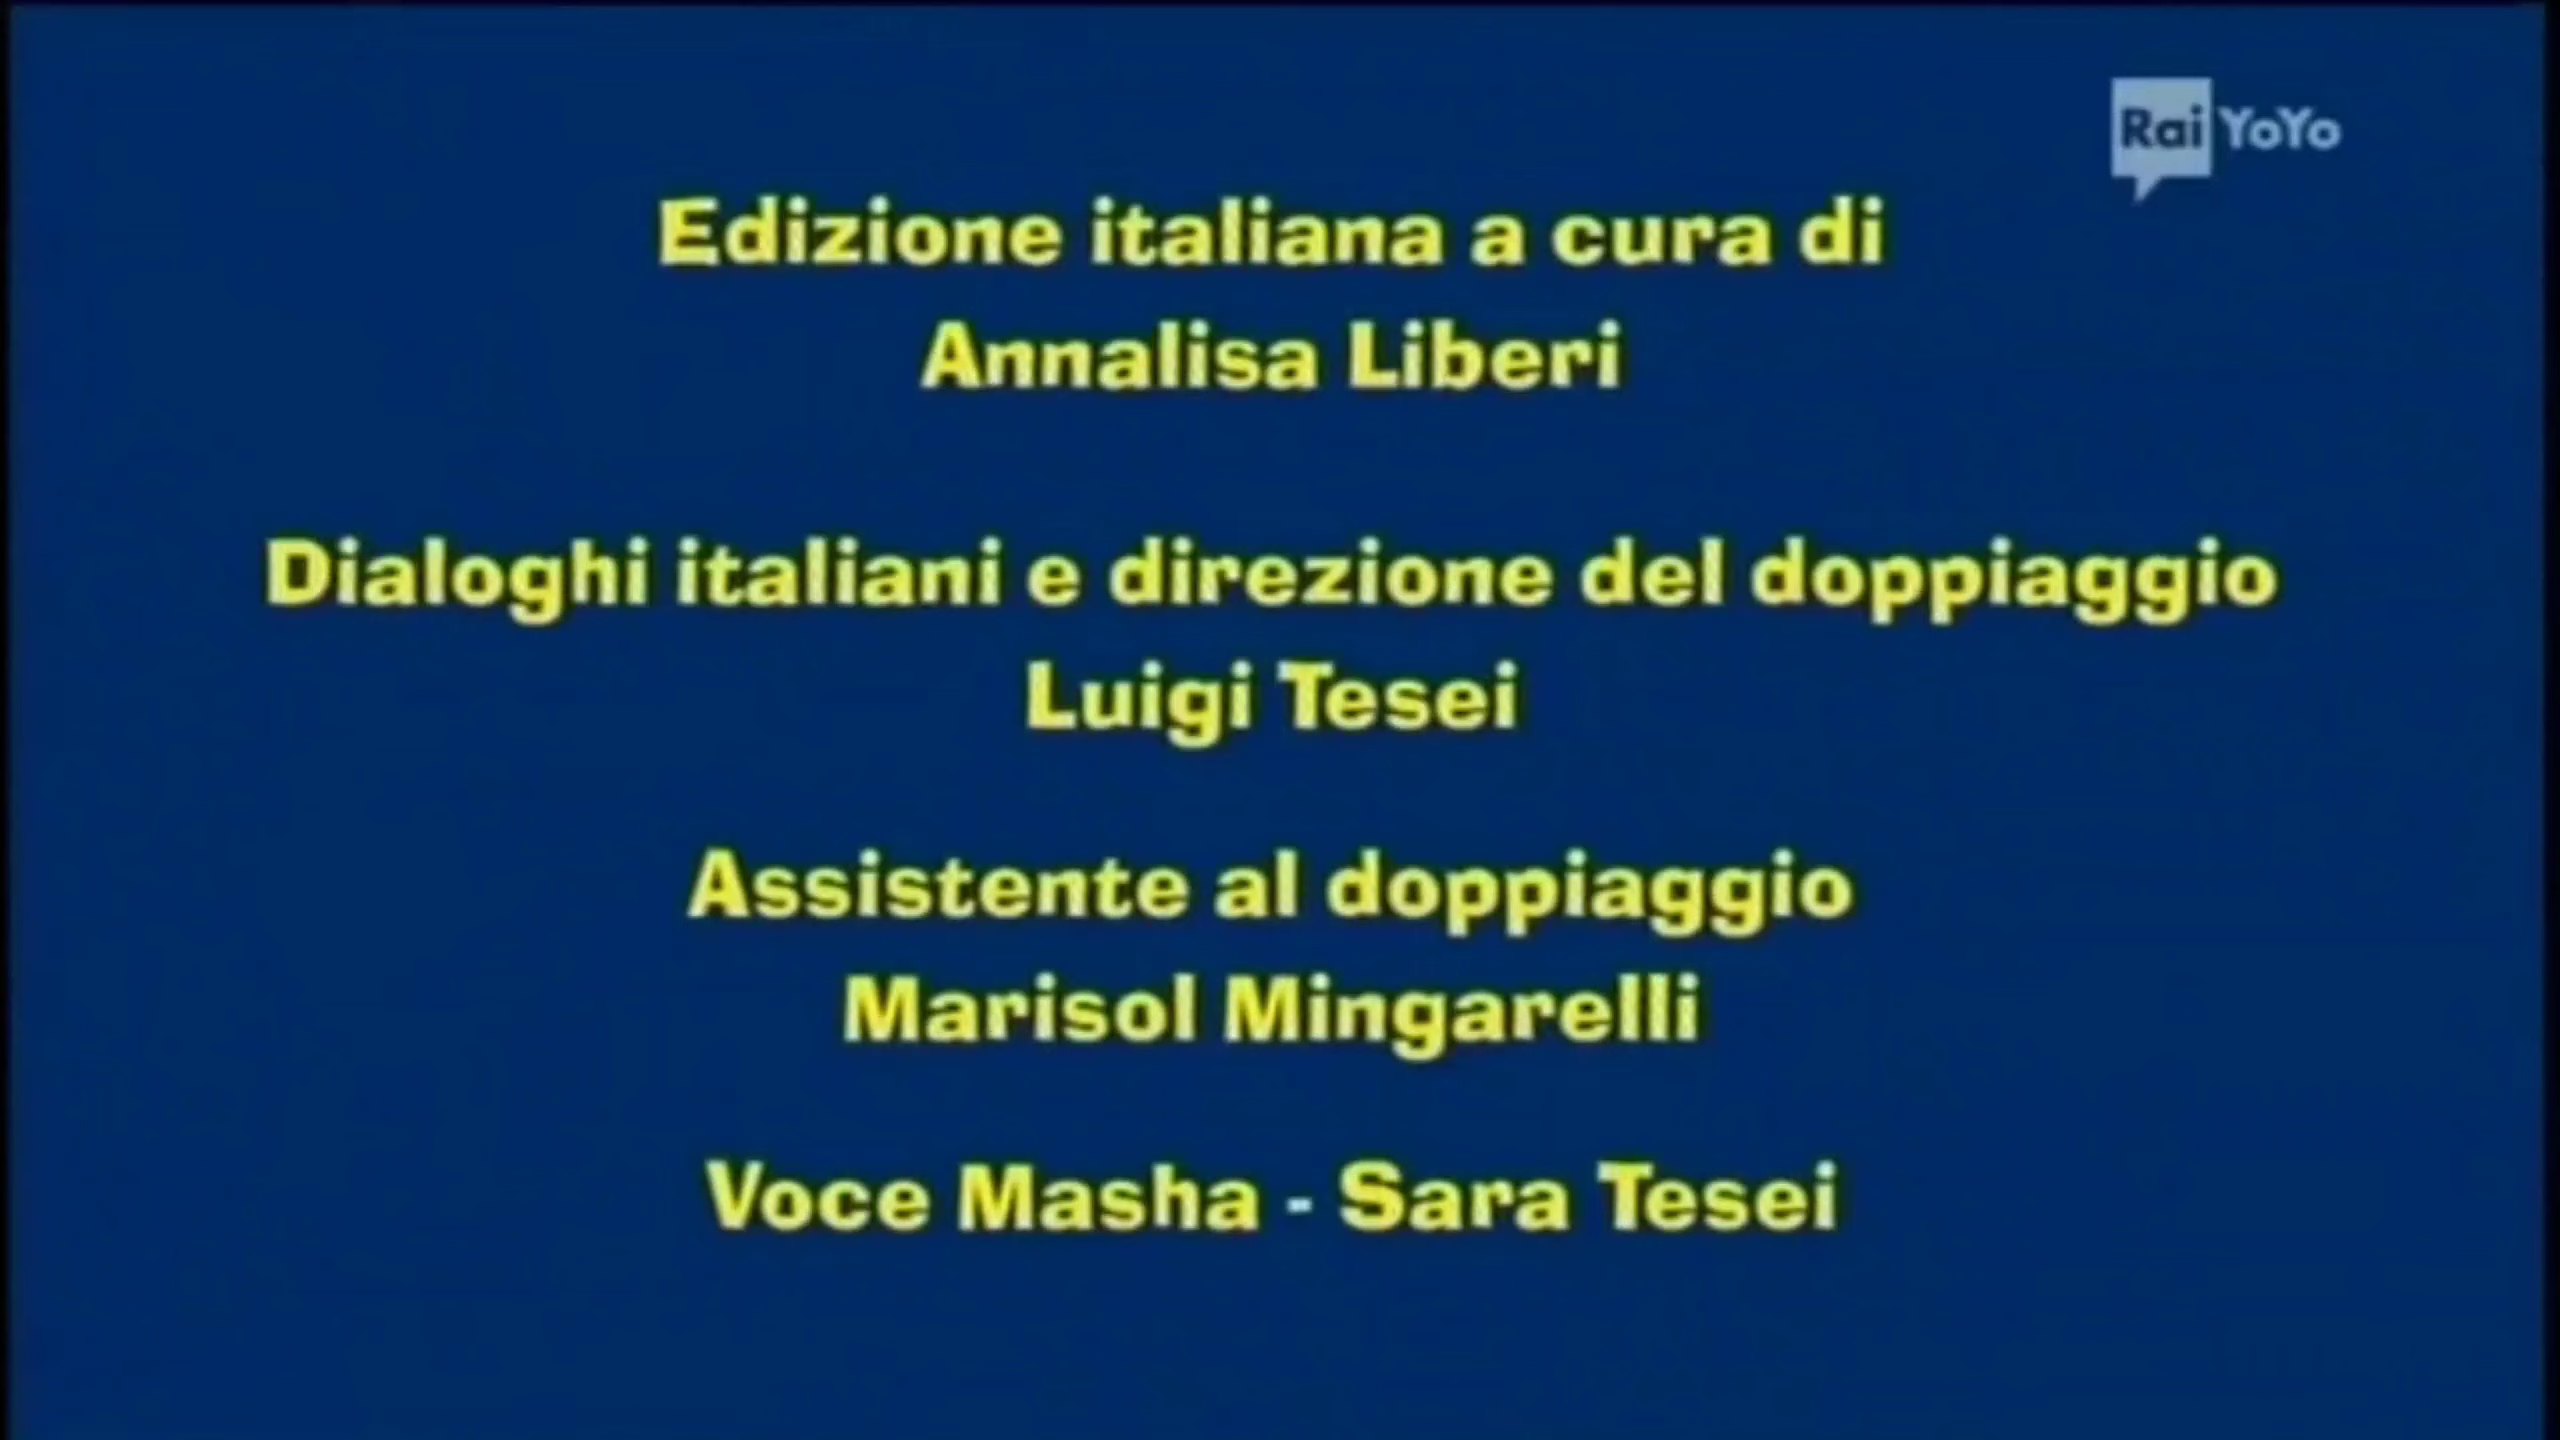 Rai YoYo
Edizione italiana a cura di
Annalisa Liberi
Dialoghi italiani e direzione del doppiaggio
Luigi Tesei
Assistente al doppiaggio
Marisol Mingarelli
Voce Masha - Sara Tesei